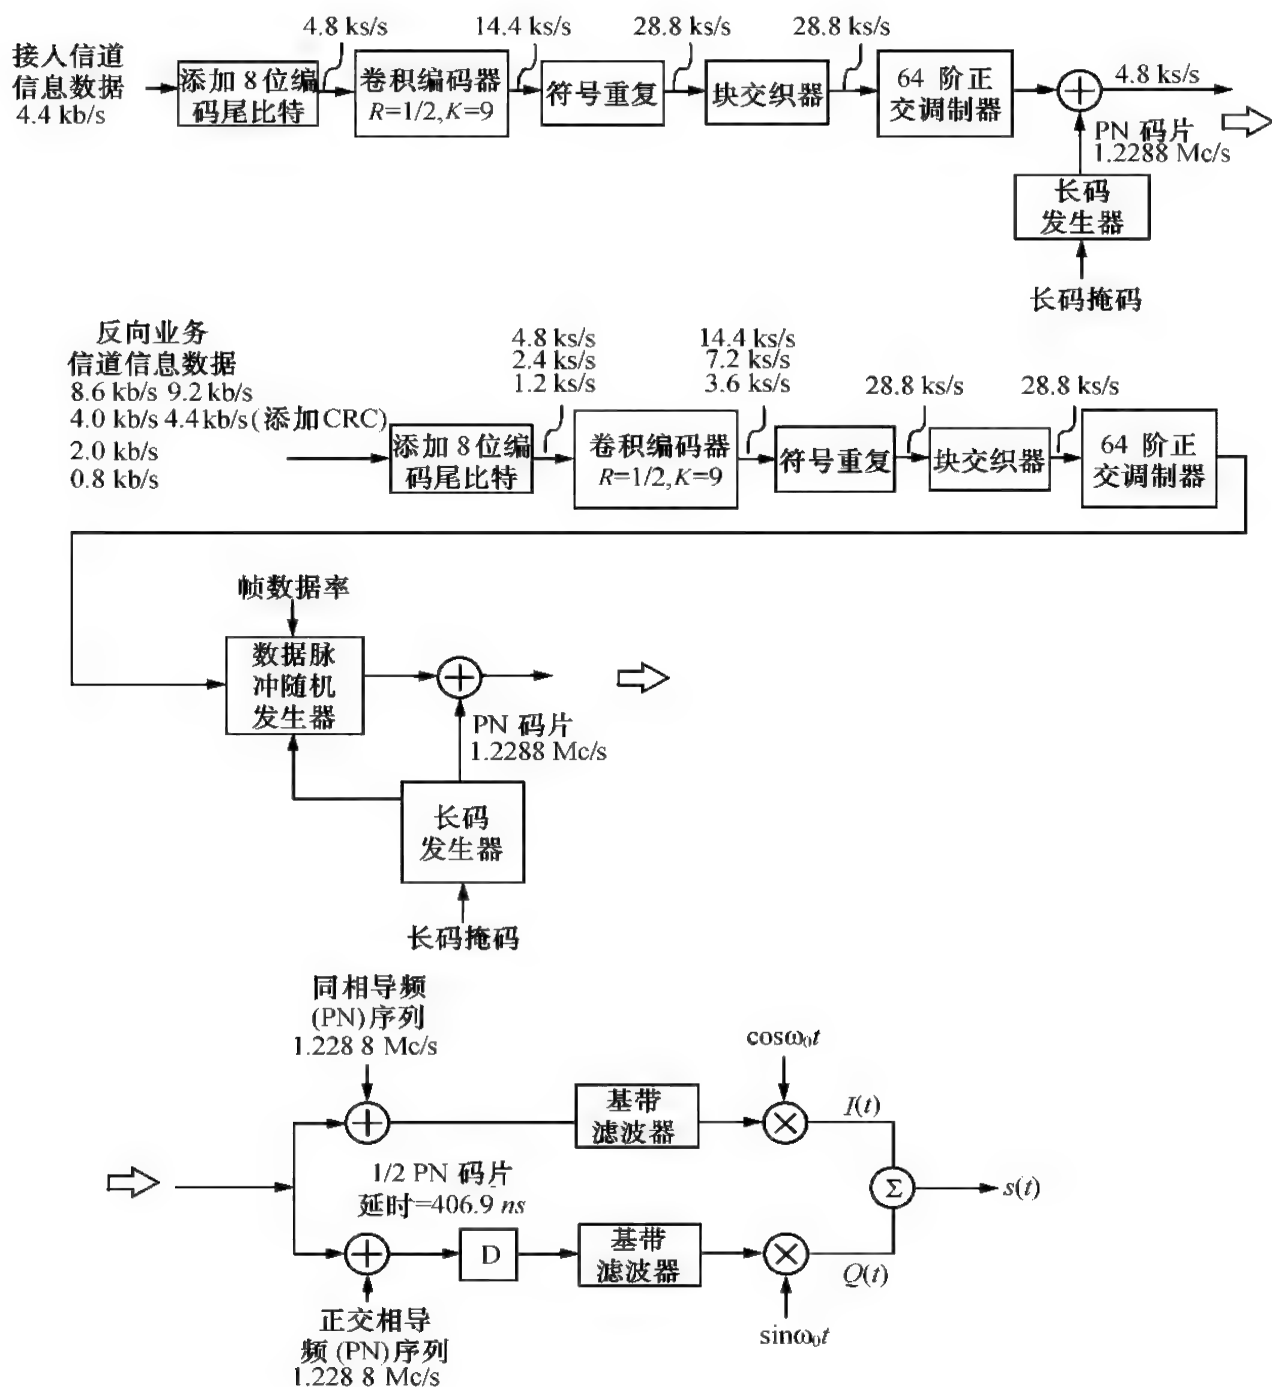 4.8 ks/s
14.4 ks/s
28.8 ks/s
28.8 ks/s
接入信道
信息数据
4.4 kb/s
添加 8 位编
码尾比特
卷积编码器
R=1/2,K=9
符号重复
块交织器
64 阶正
交调制器
4.8 ks/s
PN 码片
1.2288 Mc/s
长码
发生器
长码掩码
反向业务
信道信息数据
8.6 kb/s 9.2 kb/s
4.0 kb/s 4.4kb/s(添加CRC)
2.0 kb/s
0.8 kb/s
4.8 ks/s
2.4 ks/s
1.2 ks/s
14.4 ks/s
7.2 ks/s
3.6 ks/s
28.8 ks/s
28.8 ks/s
添加 8 位编
码尾比特
卷积编码器
R=1/2,K=9
符号重复
块交织器
64 阶正
交调制器
帧数据率
数据脉
冲随机
发生器
PN 码片
1.2288 Mc/s
长码
发生器
长码掩码
同相导频
(PN)序列
1.228 8 Mc/s
cosω₀t
基带
滤波器
I(t)
1/2 PN 码片
延时=406.9 ns
Σ
s(t)
D
基带
滤波器
Q(t)
正交相导
频 (PN)序列
1.228 8 Mc/s
sinω₀t